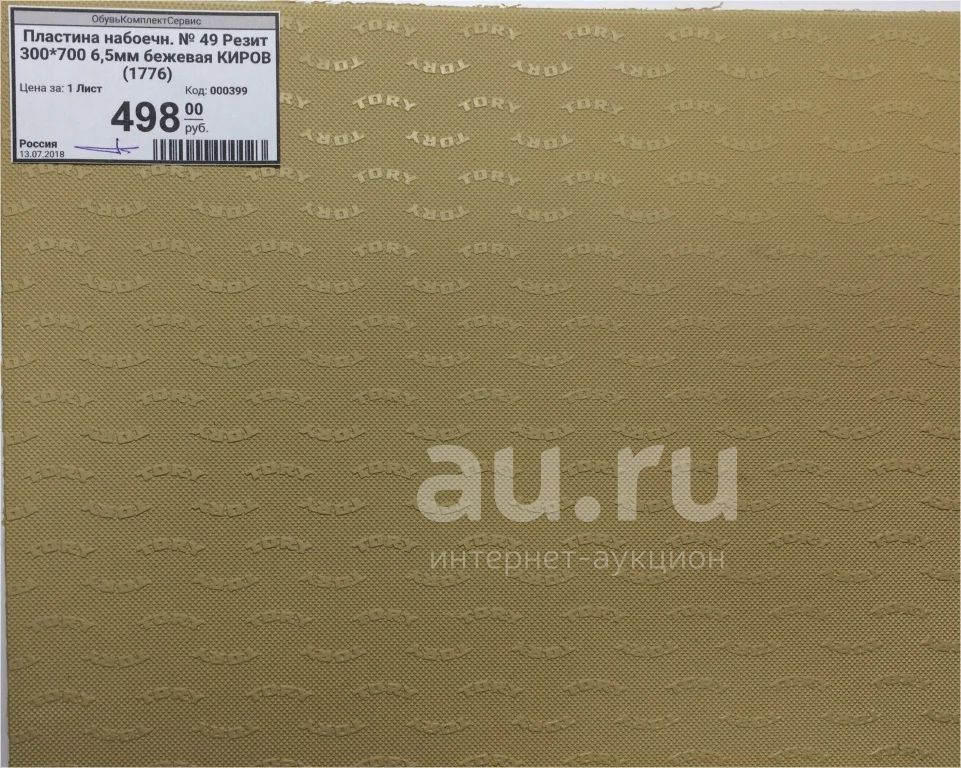 ОбувьКомплектСервис
Пластина набоечн. № 49 Резит
300*700 6,5мм бежевая КИРОВ
(1776)
Цена за: 1 Лист Код: 000399
498 00
руб.
Россия
13.07.2018
TORY
au.ru
интернет-аукцион